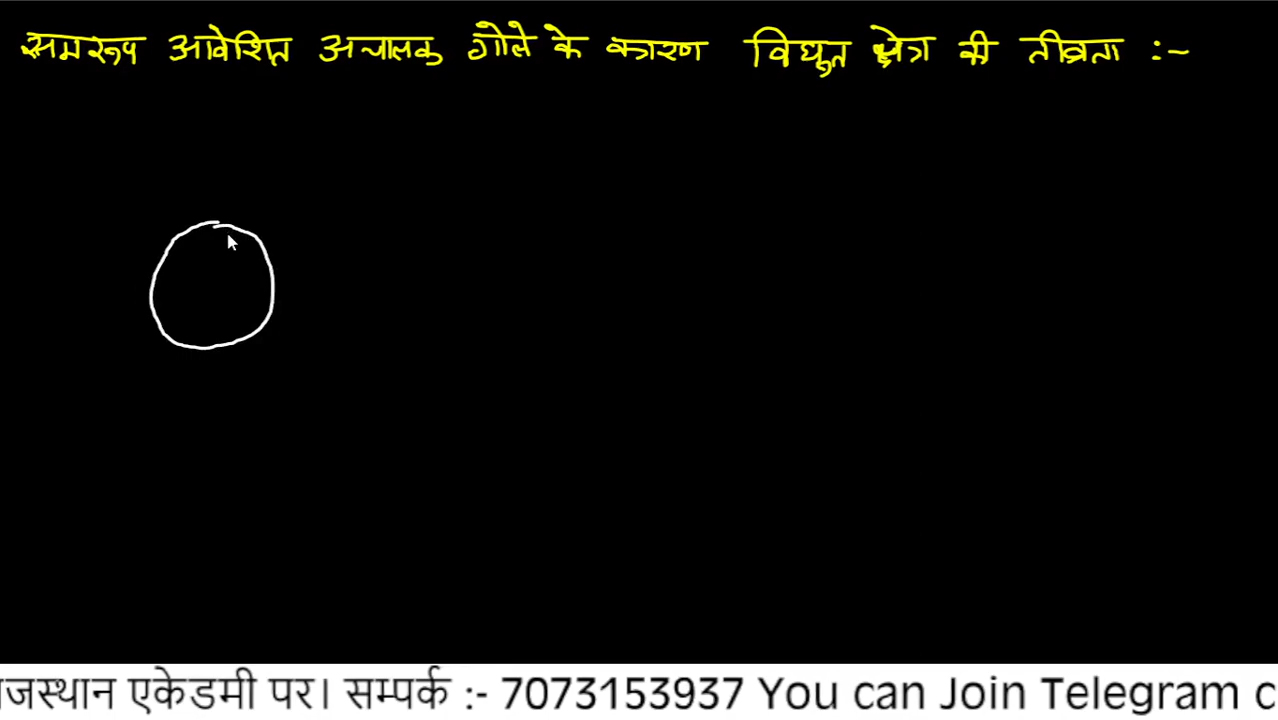 समरूप आवेशित अचालक गोले के कारण विद्युत क्षेत्र की तीव्रता :-
जस्थान एकेडमी पर। सम्पर्क :- 7073153937 You can Join Telegram c